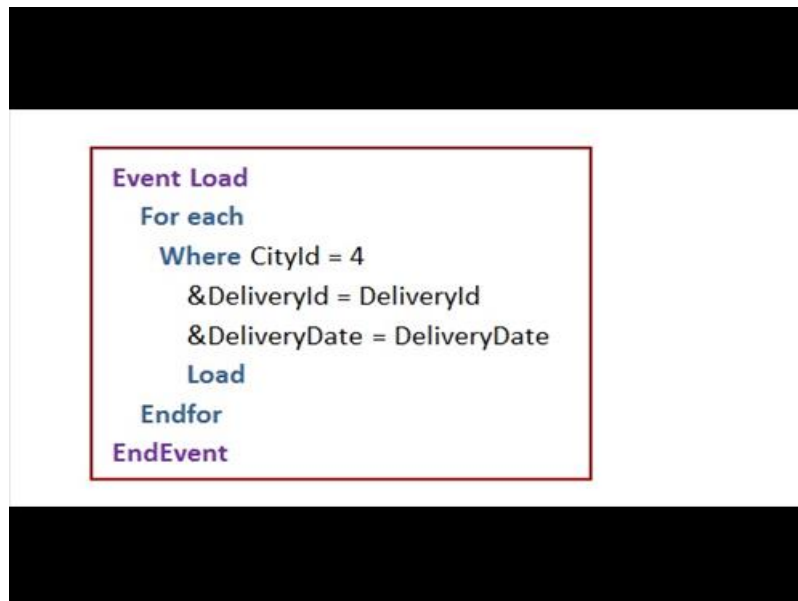 Event Load
For each
Where CityId = 4
&DeliveryId = DeliveryId
&DeliveryDate = DeliveryDate
Load
Endfor
EndEvent